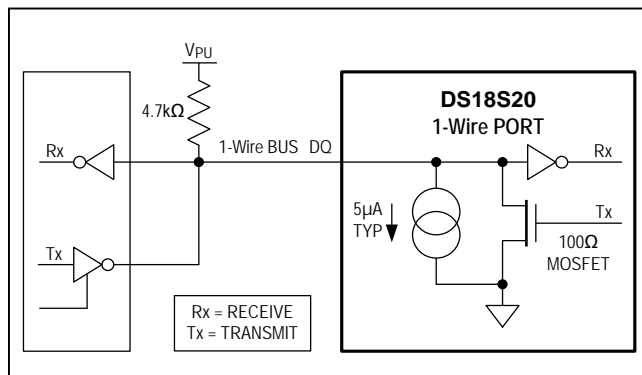 V_PU
4.7kΩ
Rx
1-Wire BUS DQ
Tx
Rx = RECEIVE
Tx = TRANSMIT
DS18S20
1-Wire PORT
Rx
5µA
TYP
Tx
100Ω
MOSFET